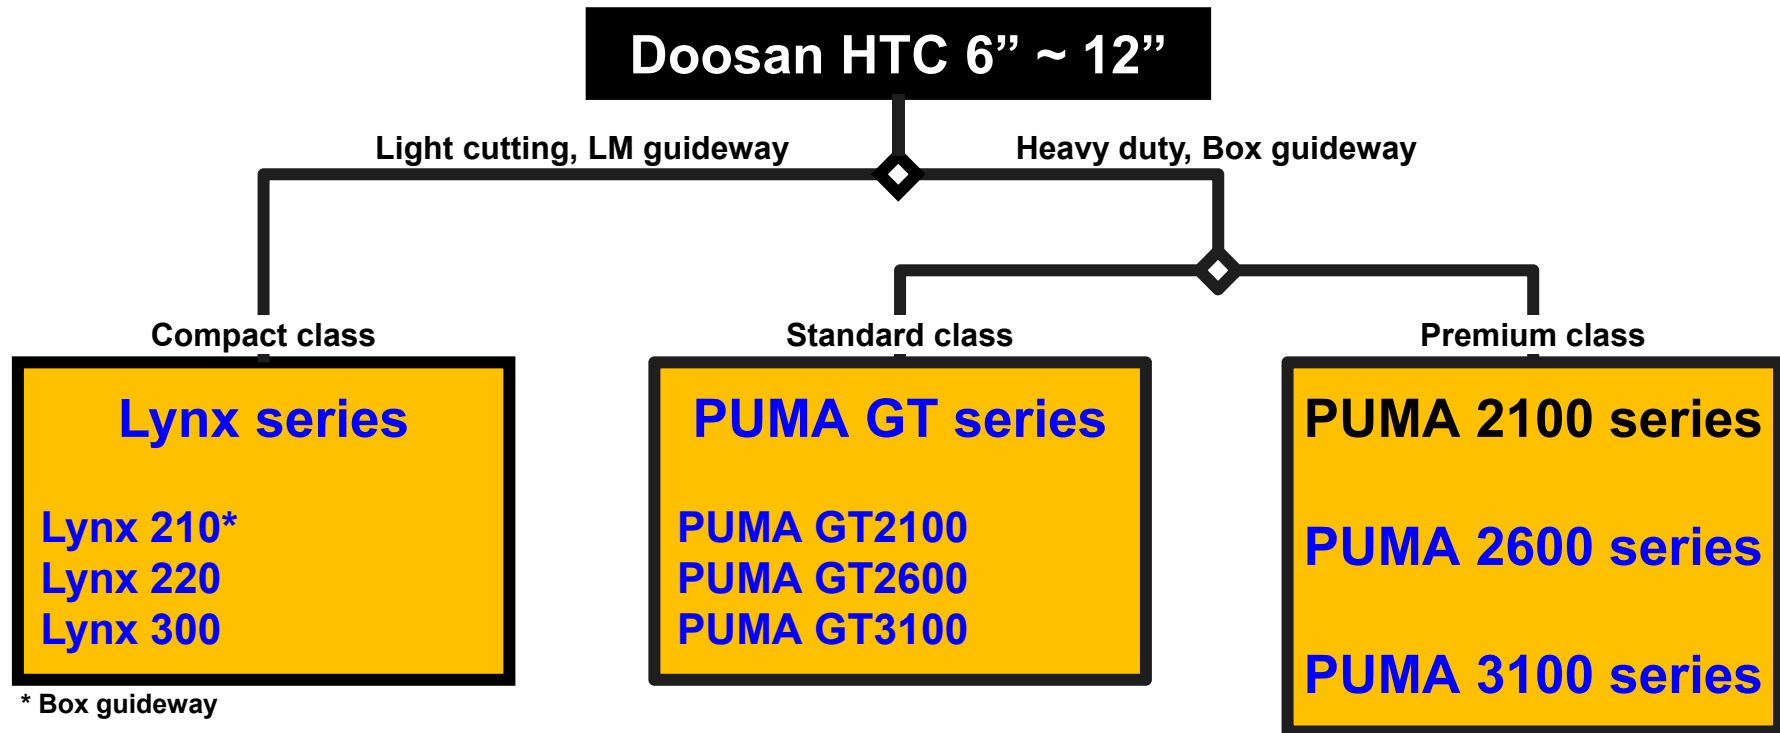 Doosan HTC 6” ~ 12”
Light cutting, LM guideway
Heavy duty, Box guideway
Compact class
Lynx series
Lynx 210*
Lynx 220
Lynx 300
* Box guideway
Standard class
PUMA GT series
PUMA GT2100
PUMA GT2600
PUMA GT3100
Premium class
PUMA 2100 series
PUMA 2600 series
PUMA 3100 series